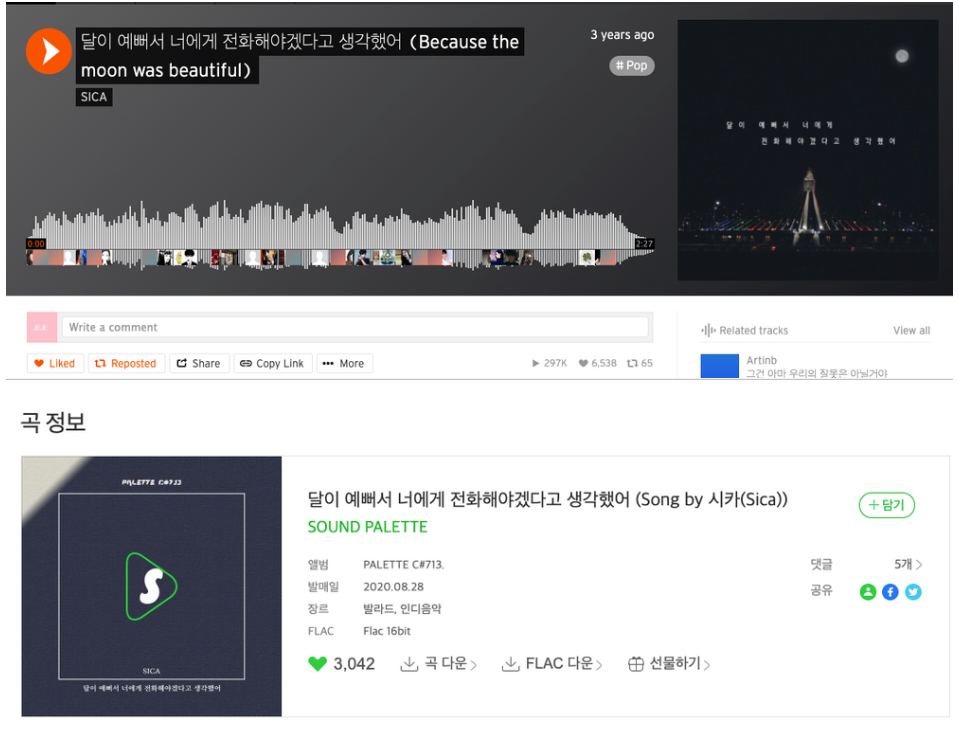 달이 예뻐서 너에게 전화해야겠다고 생각했어 (Because the
moon was beautiful)
SICA
3 years ago
# Pop
달이 예뻐서 너에게
전화해야겠다고 생각했어
0:00
2:27
Write a comment
Liked
Reposted
Share
Copy Link
More
297K
6,538
65
Related tracks
View all
Artinb
그건 아마 우리의 잘못은 아닐거야
곡 정보
PALETTE C#713
S
SICA
달이 예뻐서 너에게 전화해야겠다고 생각했어
달이 예뻐서 너에게 전화해야겠다고 생각했어 (Song by 시카(Sica))
SOUND PALETTE
+ 담기
앨범 PALETTE C#713.
발매일 2020.08.28
장르 발라드, 인디음악
FLAC Flac 16bit
댓글 5개 >
공유
3,042
곡 다운 >
FLAC 다운 >
선물하기 >